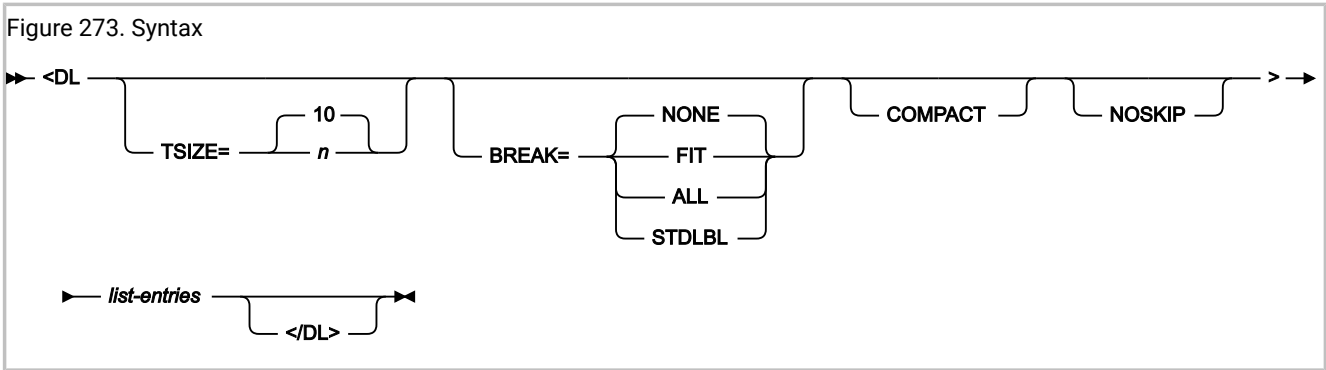 Figure 273. Syntax
<DL
>
10
NONE
COMPACT
NOSKIP
TSIZE=
n
BREAK=
FIT
ALL
STDLBL
list-entries
</DL>